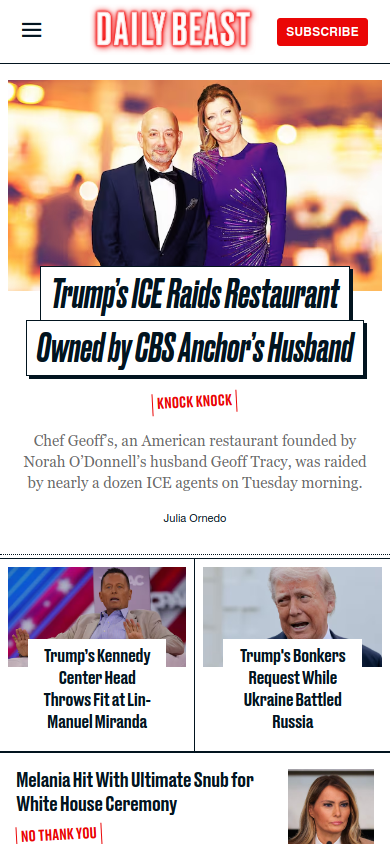 DAILY BEAST
SUBSCRIBE
Trump's ICE Raids Restaurant
Owned by CBS Anchor's Husband
KNOCK KNOCK
Chef Geoff's, an American restaurant founded by
Norah O'Donnell's husband Geoff Tracy, was raided
by nearly a dozen ICE agents on Tuesday morning.
Julia Ornedo
Trump's Kennedy
Center Head
Throws Fit at Lin-
Manuel Miranda
Trump's Bonkers
Request While
Ukraine Battled
Russia
Melania Hit With Ultimate Snub for
White House Ceremony
NO THANK YOU